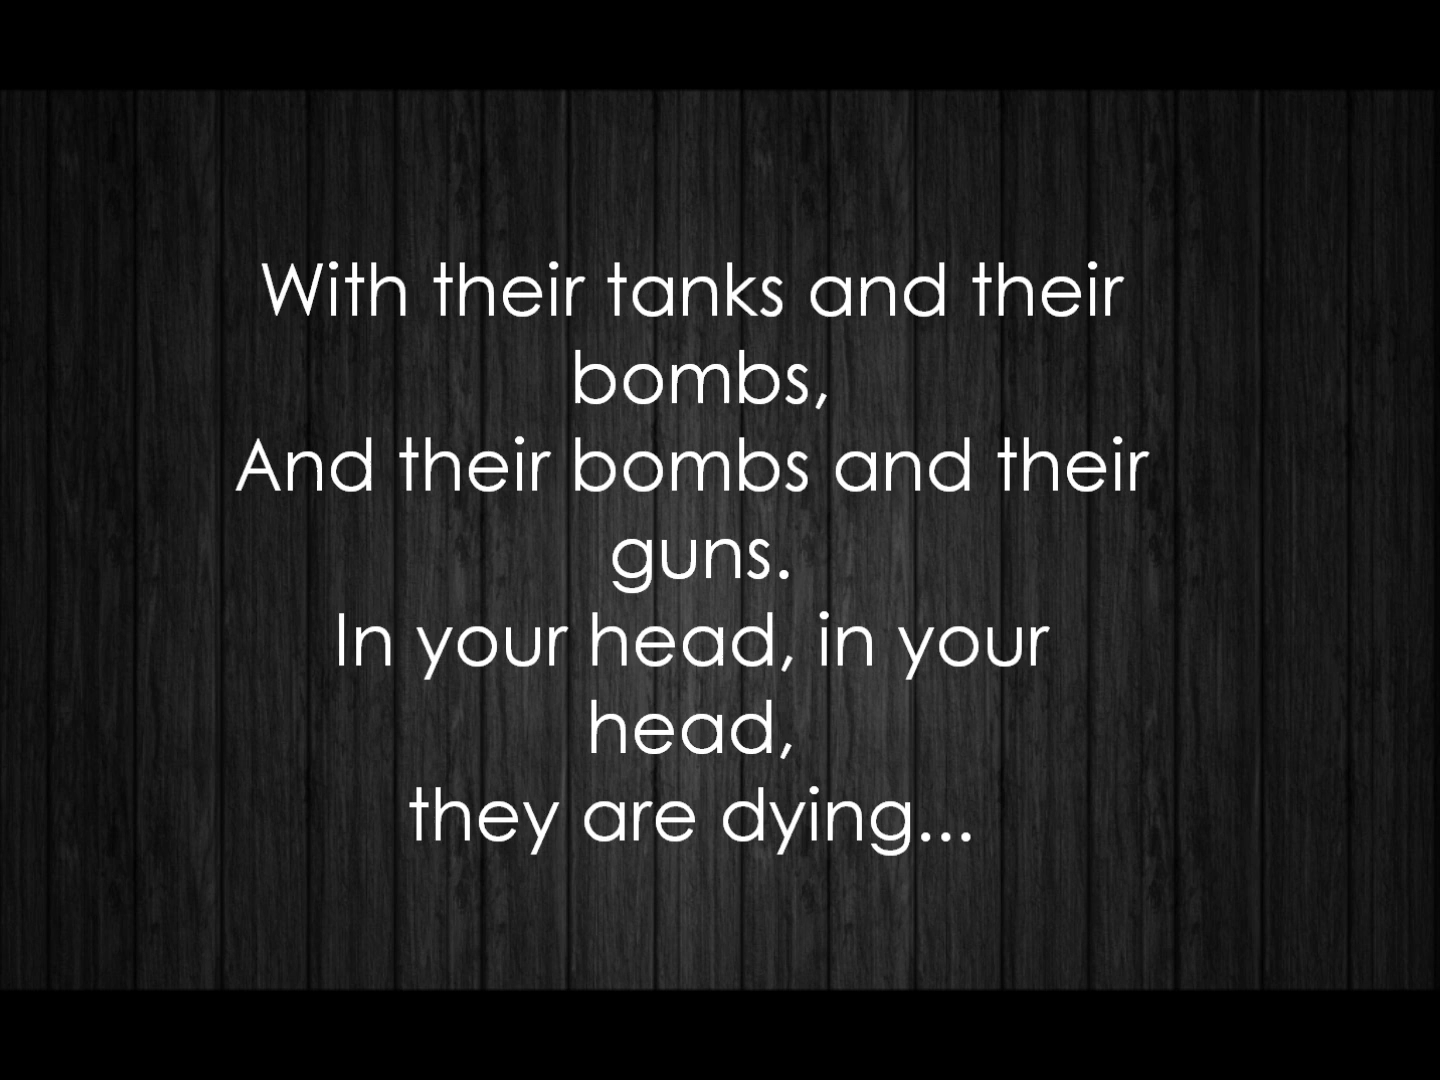 With their tanks and their
bombs,
And their bombs and their
guns.
In your head, in your
head,
they are dying...